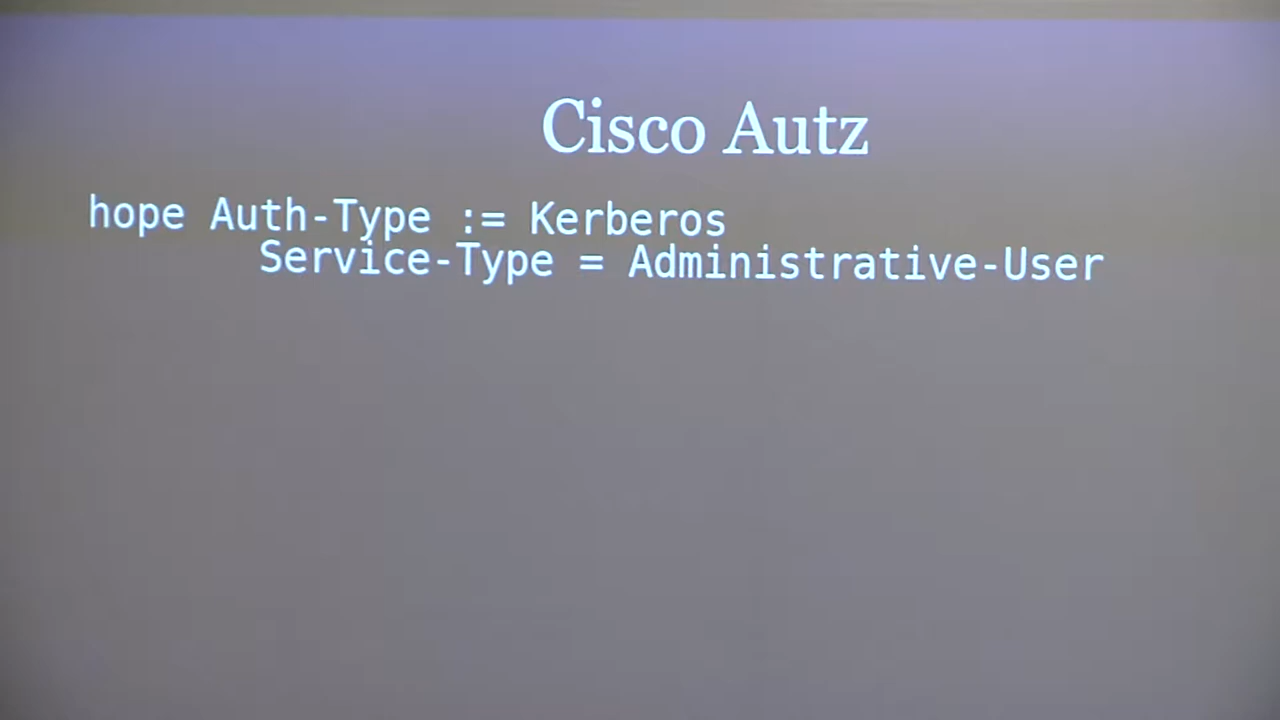 Cisco Autz
hope Auth-Type := Kerberos
Service-Type = Administrative-User